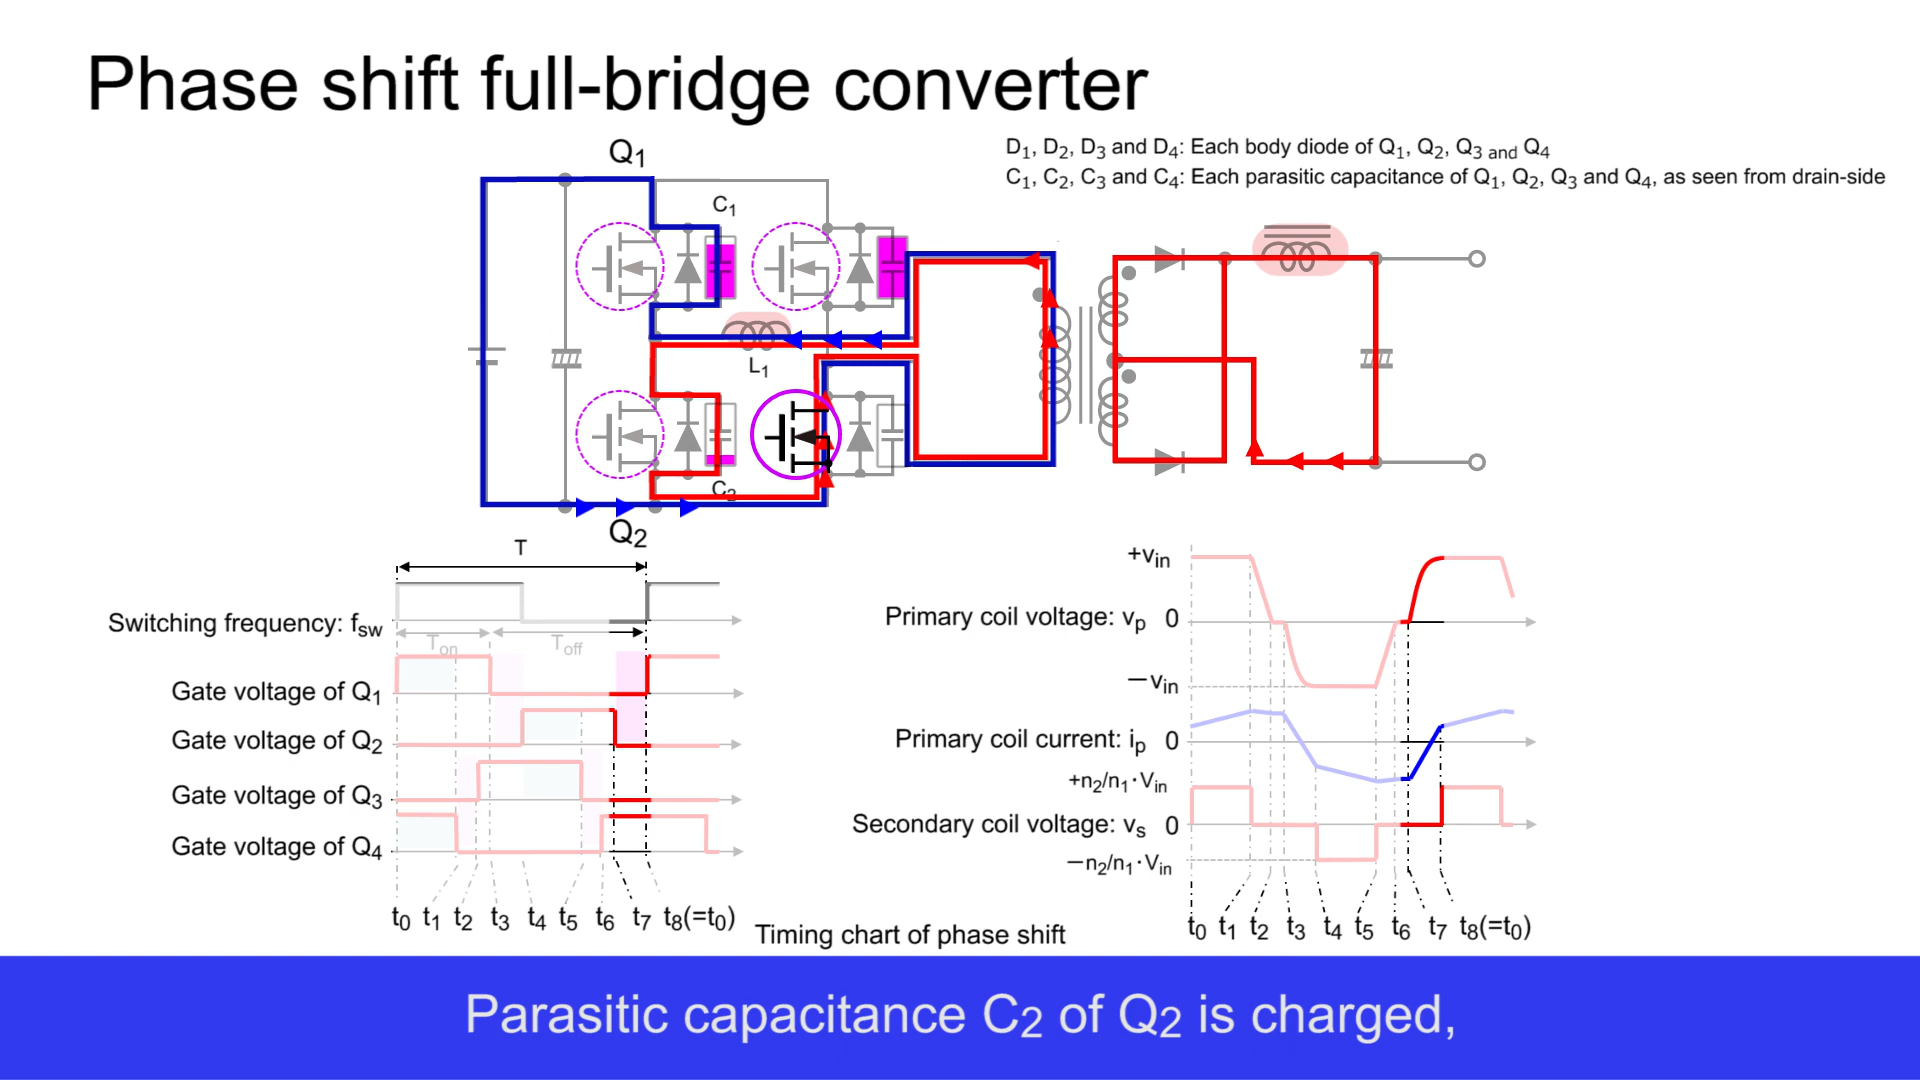 Phase shift full-bridge converter
D1, D2, D3 and D4: Each body diode of Q1, Q2, Q3 and Q4
C1, C2, C3 and C4: Each parasitic capacitance of Q1, Q2, Q3 and Q4, as seen from drain-side
Q1
C1
L1
C2
Q2
T
Switching frequency: fsw
Ton
Toff
Gate voltage of Q1
Gate voltage of Q2
Gate voltage of Q3
Gate voltage of Q4
t0 t1 t2 t3 t4 t5 t6 t7 t8(=t0)
+vin
Primary coil voltage: vp 0
−vin
Primary coil current: ip 0
+n2/n1·Vin
Secondary coil voltage: vs 0
−n2/n1·Vin
t0 t1 t2 t3 t4 t5 t6 t7 t8(=t0)
Timing chart of phase shift
Parasitic capacitance C2 of Q2 is charged,